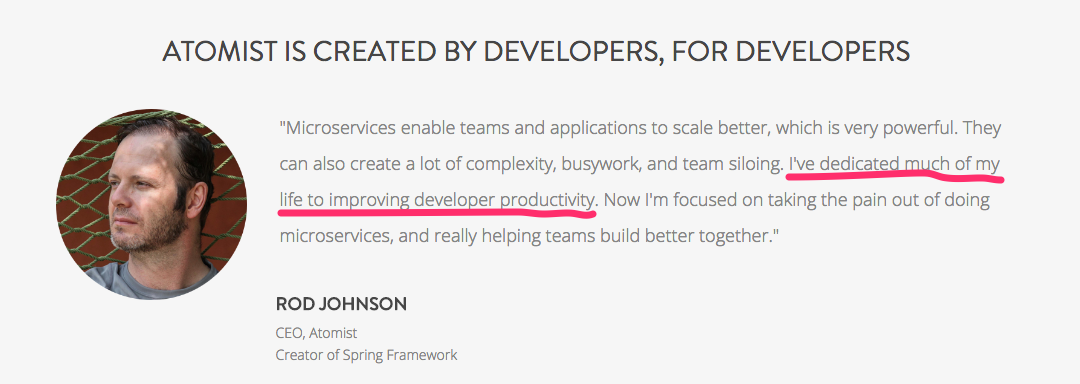 ATOMIST IS CREATED BY DEVELOPERS, FOR DEVELOPERS
"Microservices enable teams and applications to scale better, which is very powerful. They
can also create a lot of complexity, busywork, and team siloing. I've dedicated much of my
life to improving developer productivity. Now I'm focused on taking the pain out of doing
microservices, and really helping teams build better together."
ROD JOHNSON
CEO, Atomist
Creator of Spring Framework